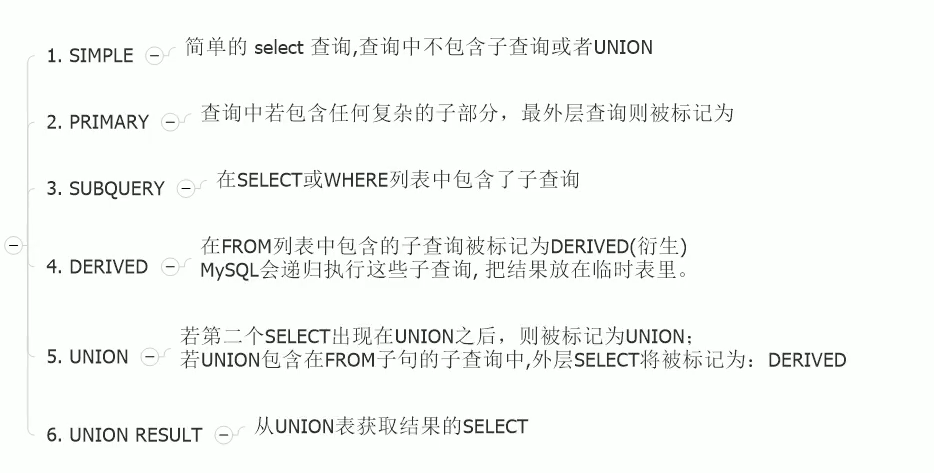 1. SIMPLE 简单的 select 查询,查询中不包含子查询或者UNION
2. PRIMARY 查询中若包含任何复杂的子部分，最外层查询则被标记为
3. SUBQUERY 在SELECT或WHERE列表中包含了子查询
4. DERIVED 在FROM列表中包含的子查询被标记为DERIVED(衍生)
MySQL会递归执行这些子查询, 把结果放在临时表里。
5. UNION 若第二个SELECT出现在UNION之后，则被标记为UNION；
若UNION包含在FROM子句的子查询中,外层SELECT将被标记为：DERIVED
6. UNION RESULT 从UNION表获取结果的SELECT